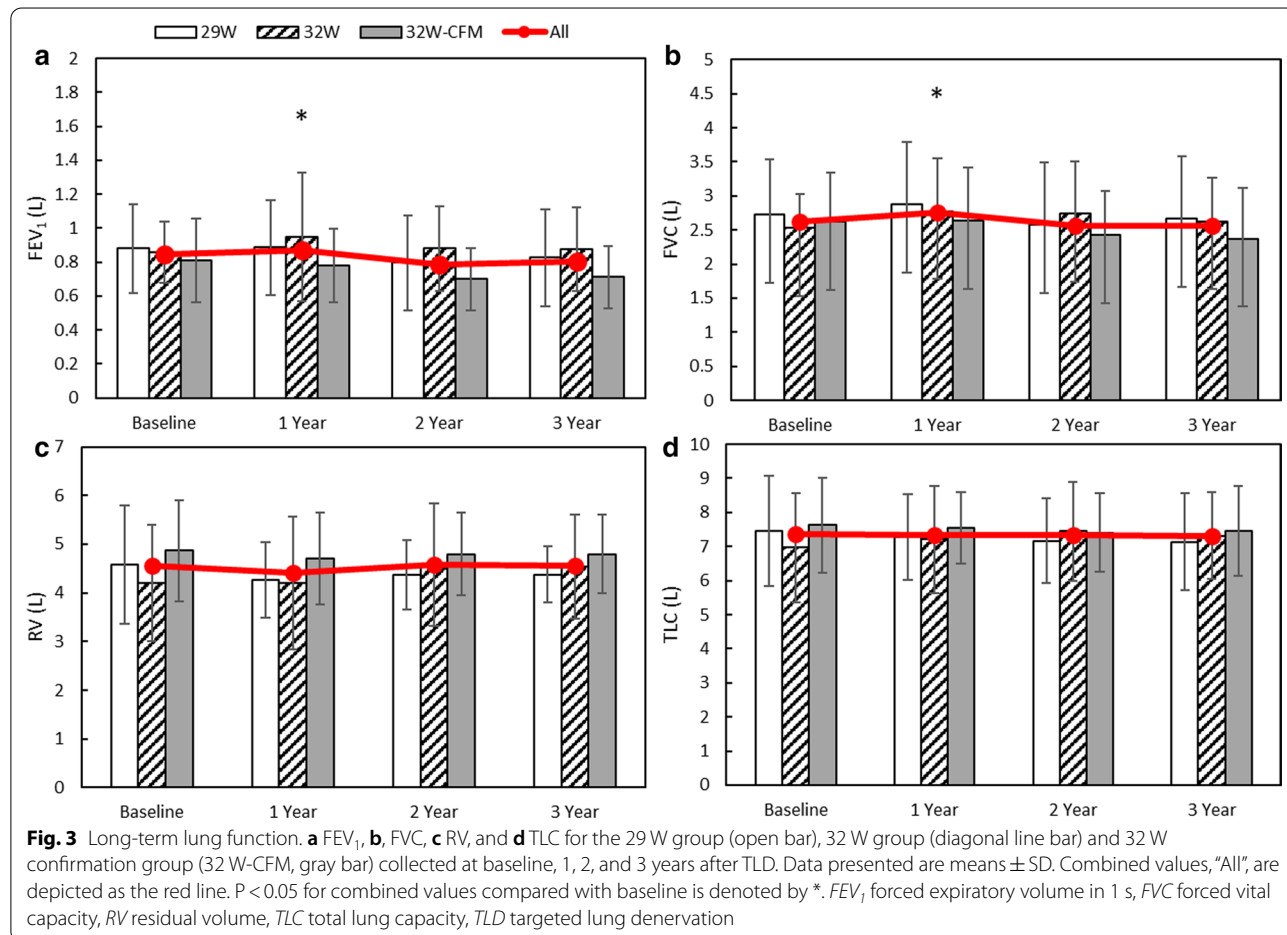 29W 32W 32W-CFM All
a
2
1.8
1.6
1.4
1.2
1
0.8
0.6
0.4
0.2
0
FEV₁ (L)
*
Baseline 1 Year 2 Year 3 Year
b
5
4.5
4
3.5
3
2.5
2
1.5
1
0.5
0
FVC (L)
*
Baseline 1 Year 2 Year 3 Year
c
7
6
5
4
3
2
1
0
RV (L)
Baseline 1 Year 2 Year 3 Year
d
10
9
8
7
6
5
4
3
2
1
0
TLC (L)
Baseline 1 Year 2 Year 3 Year
Fig. 3 Long-term lung function. a FEV₁, b, FVC, c RV, and d TLC for the 29 W group (open bar), 32 W group (diagonal line bar) and 32 W
confirmation group (32 W-CFM, gray bar) collected at baseline, 1, 2, and 3 years after TLD. Data presented are means ± SD. Combined values, “All”, are
depicted as the red line. P < 0.05 for combined values compared with baseline is denoted by *. FEV₁ forced expiratory volume in 1 s, FVC forced vital
capacity, RV residual volume, TLC total lung capacity, TLD targeted lung denervation